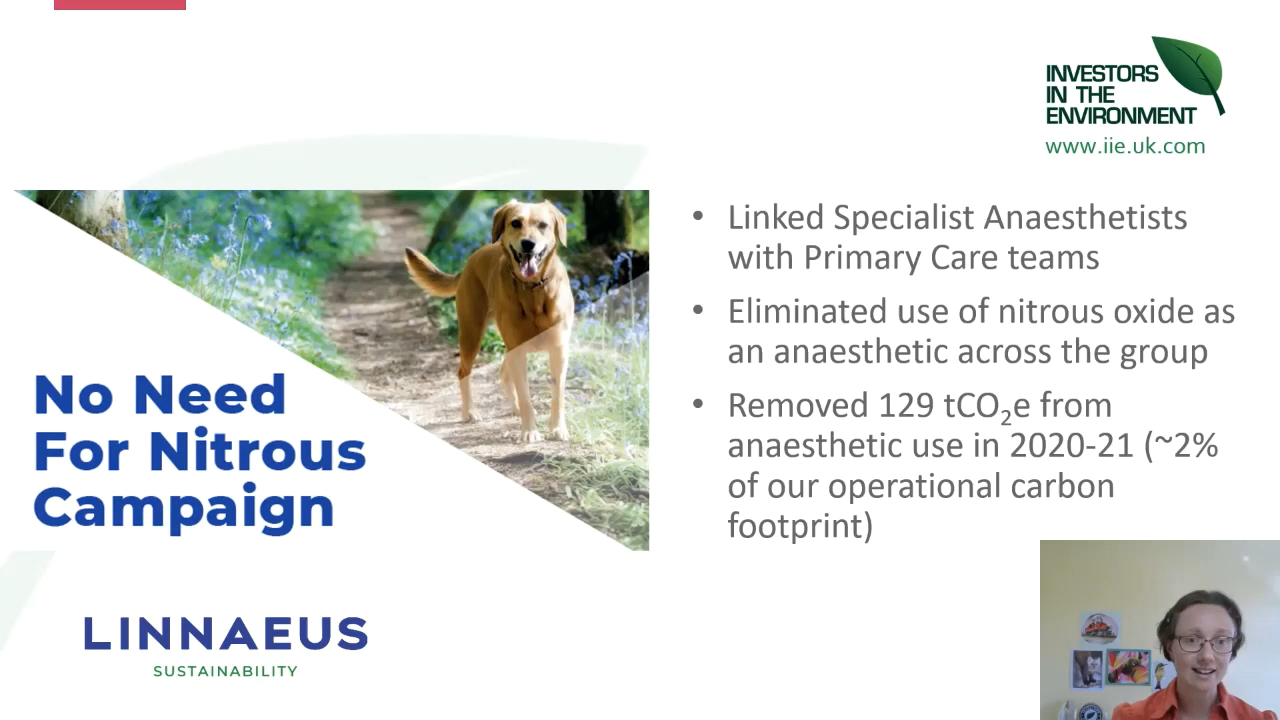 INVESTORS
IN THE
ENVIRONMENT
www.iie.uk.com
No Need
For Nitrous
Campaign
LINNAEUS
SUSTAINABILITY
• Linked Specialist Anaesthetists
with Primary Care teams
• Eliminated use of nitrous oxide as
an anaesthetic across the group
• Removed 129 tCO₂e from
anaesthetic use in 2020-21 (~2%
of our operational carbon
footprint)